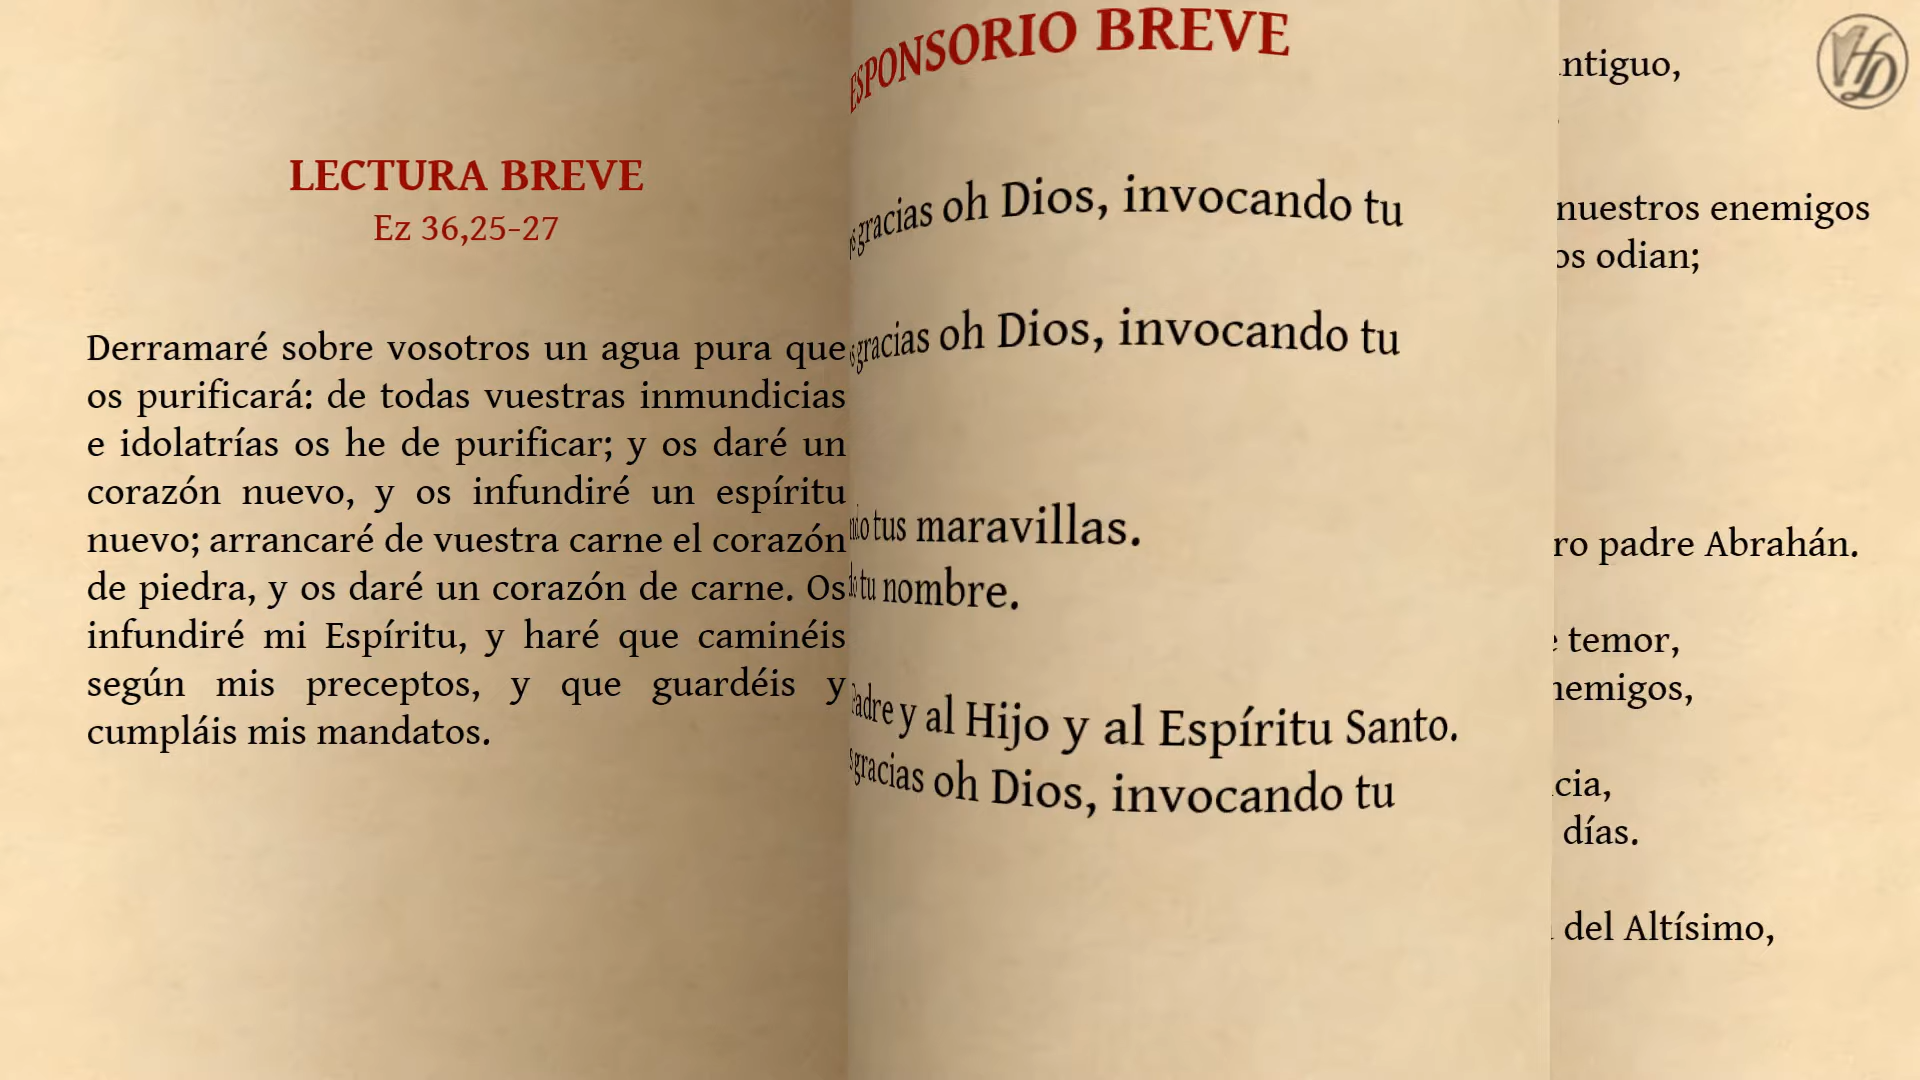 LECTURA BREVE
Ez 36,25-27
Derramaré sobre vosotros un agua pura que
os purificará: de todas vuestras inmundicias
e idolatrías os he de purificar; y os daré un
corazón nuevo, y os infundiré un espíritu
nuevo; arrancaré de vuestra carne el corazón
de piedra, y os daré un corazón de carne. Os
infundiré mi Espíritu, y haré que caminéis
según mis preceptos, y que guardéis y
cumpláis mis mandatos.
ESPONSORIO BREVE
gracias oh Dios, invocando tu
gracias oh Dios, invocando tu
tus maravillas.
tu nombre.
Padre y al Hijo y al Espíritu Santo.
gracias oh Dios, invocando tu
ntiguo,
nuestros enemigos
os odian;
ro padre Abrahán.
temor,
nemigos,
cia,
días.
del Altísimo,
HD